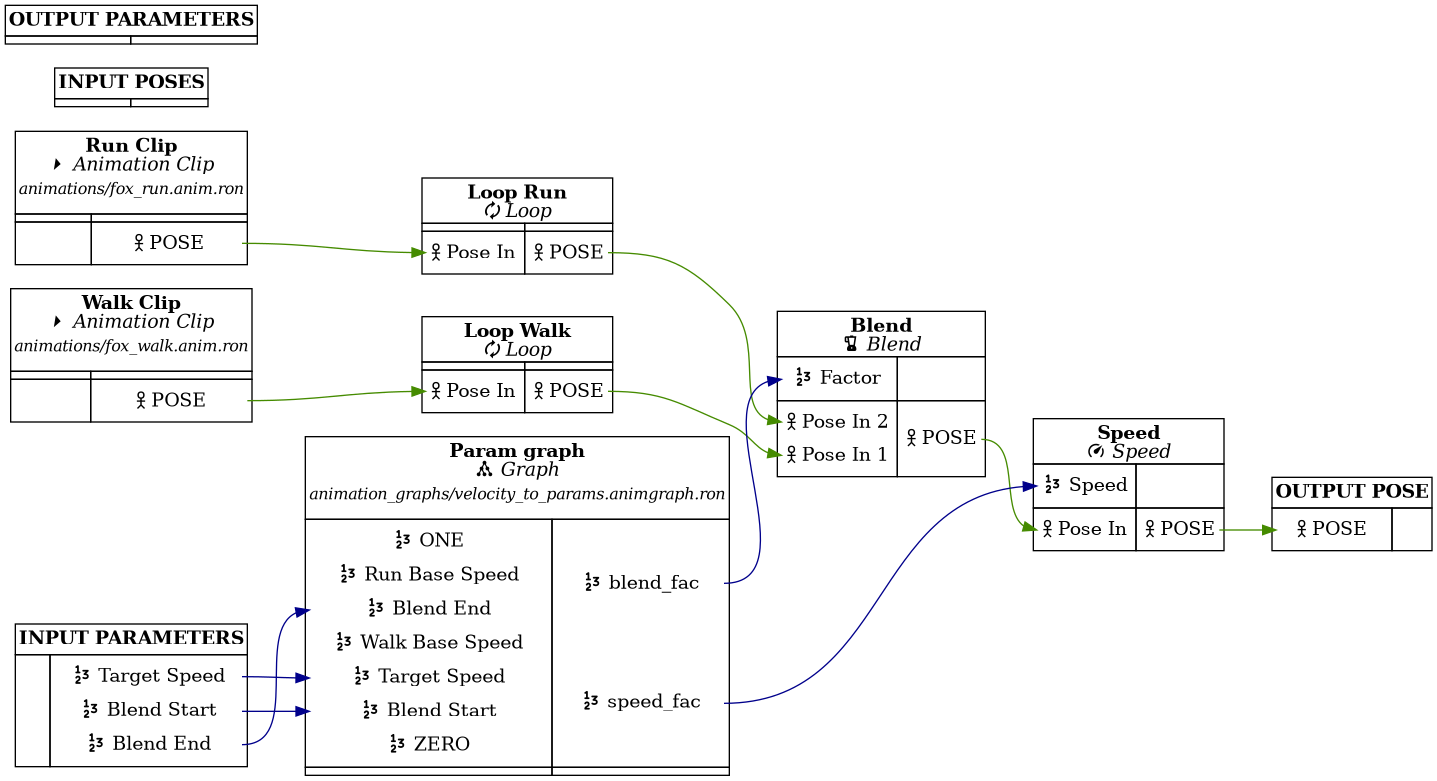 OUTPUT PARAMETERS
INPUT POSES
Run Clip
Animation Clip
animations/fox_run.anim.ron
POSE
Loop Run
Loop
Pose In
POSE
Walk Clip
Animation Clip
animations/fox_walk.anim.ron
POSE
Loop Walk
Loop
Pose In
POSE
Blend
Blend
Factor
Pose In 2
Pose In 1
POSE
Param graph
Graph
animation_graphs/velocity_to_params.animgraph.ron
ONE
Run Base Speed
Blend End
Walk Base Speed
Target Speed
Blend Start
ZERO
blend_fac
speed_fac
Speed
Speed
Speed
Pose In
POSE
OUTPUT POSE
POSE
INPUT PARAMETERS
Target Speed
Blend Start
Blend End